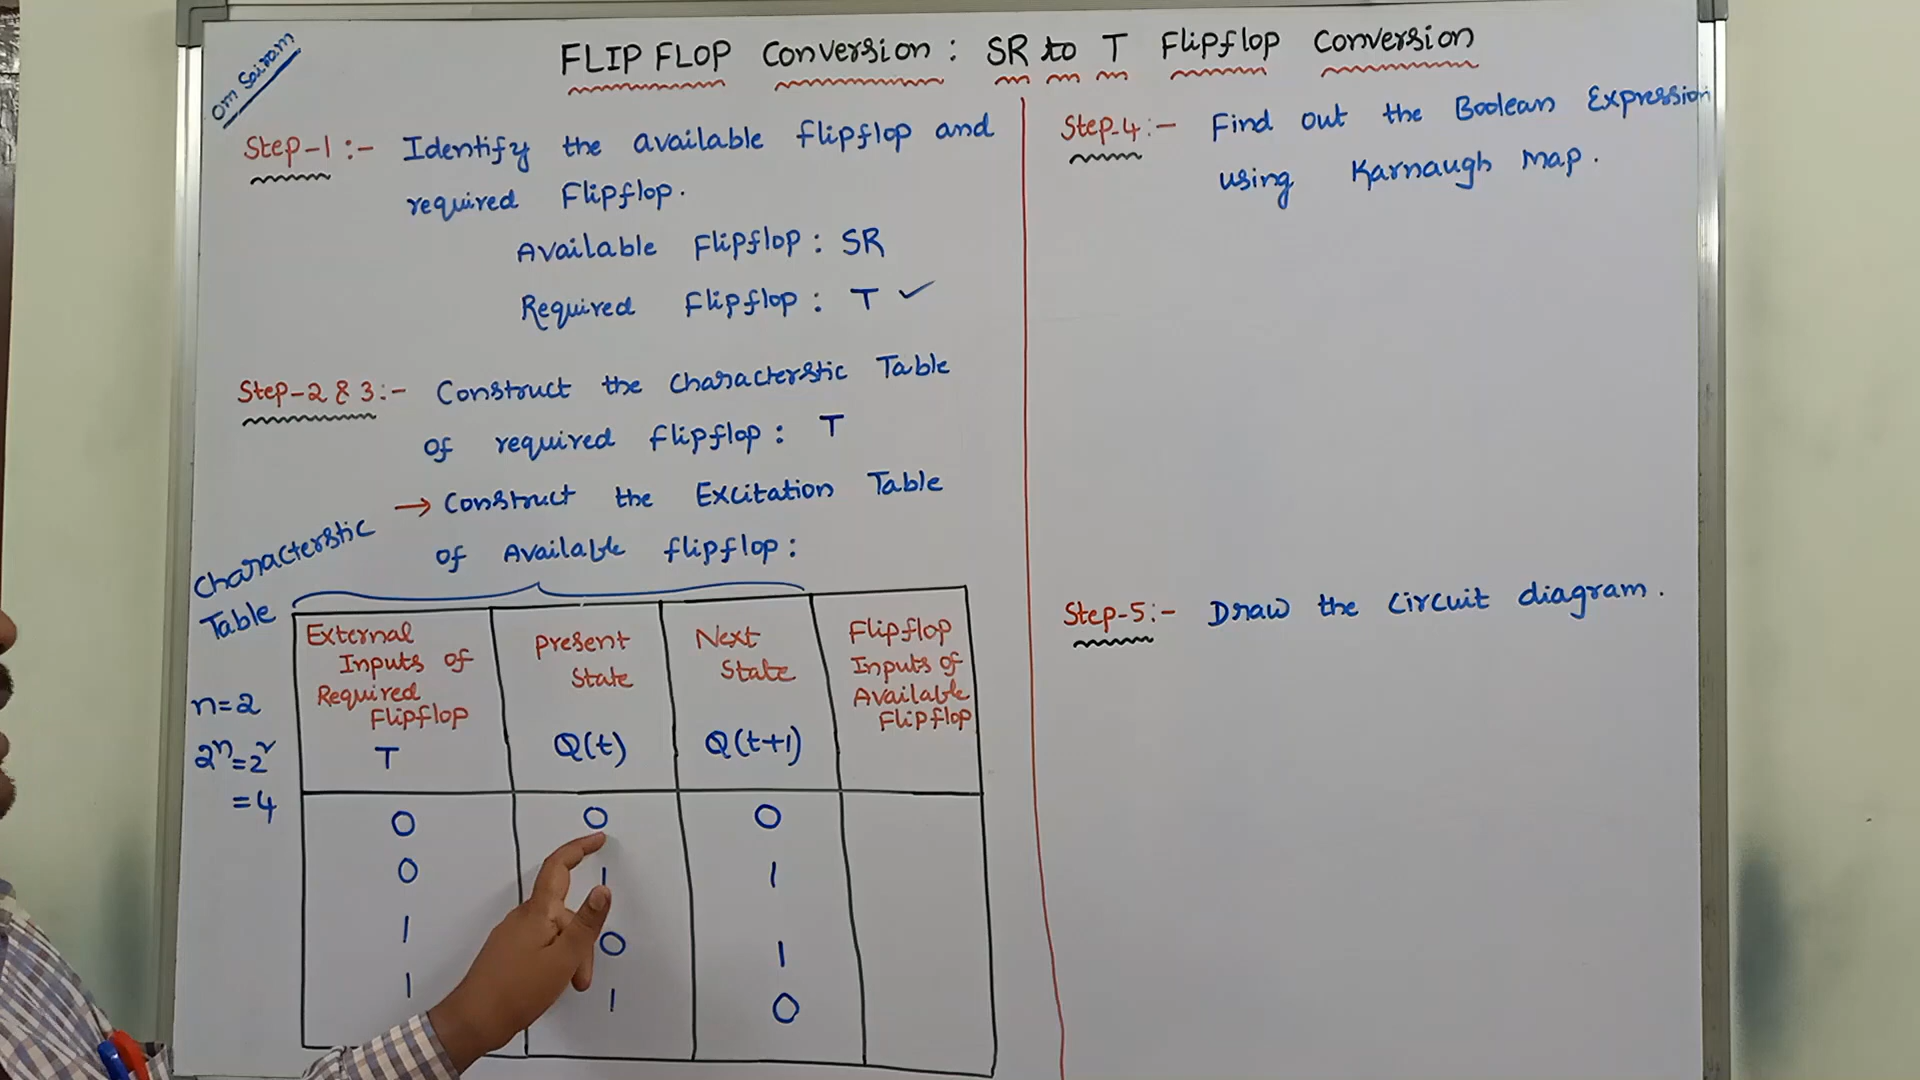 Om Sairam
FLIP FLOP Conversion : SR to T Flipflop Conversion
Step-1 :- Identify the available flipflop and
required Flipflop.
Available Flipflop : SR
Required Flipflop : T ✓
Step-2 & 3 :- Construct the Characterstic Table
of required flipflop : T
→ Construct the Excitation Table
of Available flipflop :
Characterstic
Table
n=2
2ⁿ=2²
=4
External
Inputs of
Required
Flipflop
T
Present
State
Q(t)
Next
State
Q(t+1)
Flipflop
Inputs of
Available
Flipflop
0 0 0
0 1 1
1 0 1
1 1 0
Step-4 :- Find out the Boolean Expression
using Karnaugh Map.
Step-5 :- Draw the Circuit diagram.